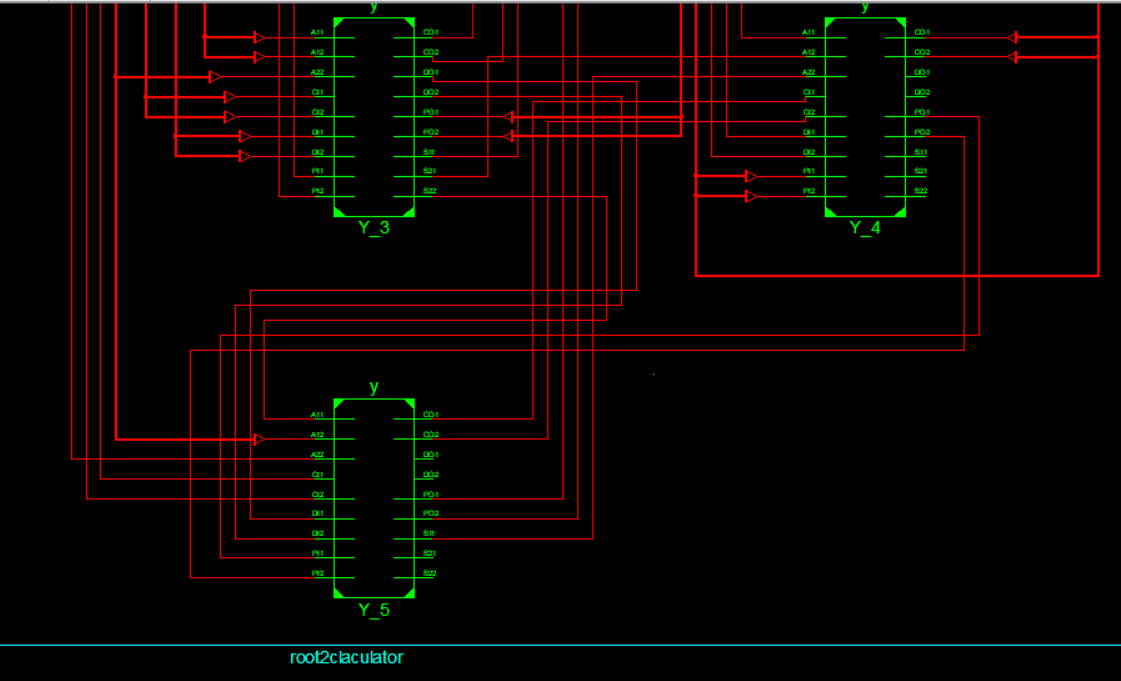 y
A11 CO1
A12 CO2
A22 DO1
CI1 DO2
CI2 PO1
DI1 PO2
DI2 S11
PI1 S21
PI2 S22
Y_3
y
A11 CO1
A12 CO2
A22 DO1
CI1 DO2
CI2 PO1
DI1 PO2
DI2 S11
PI1 S21
PI2 S22
Y_4
y
A11 CO1
A12 CO2
A22 DO1
CI1 DO2
CI2 PO1
DI1 PO2
DI2 S11
PI1 S21
PI2 S22
Y_5
root2claculator